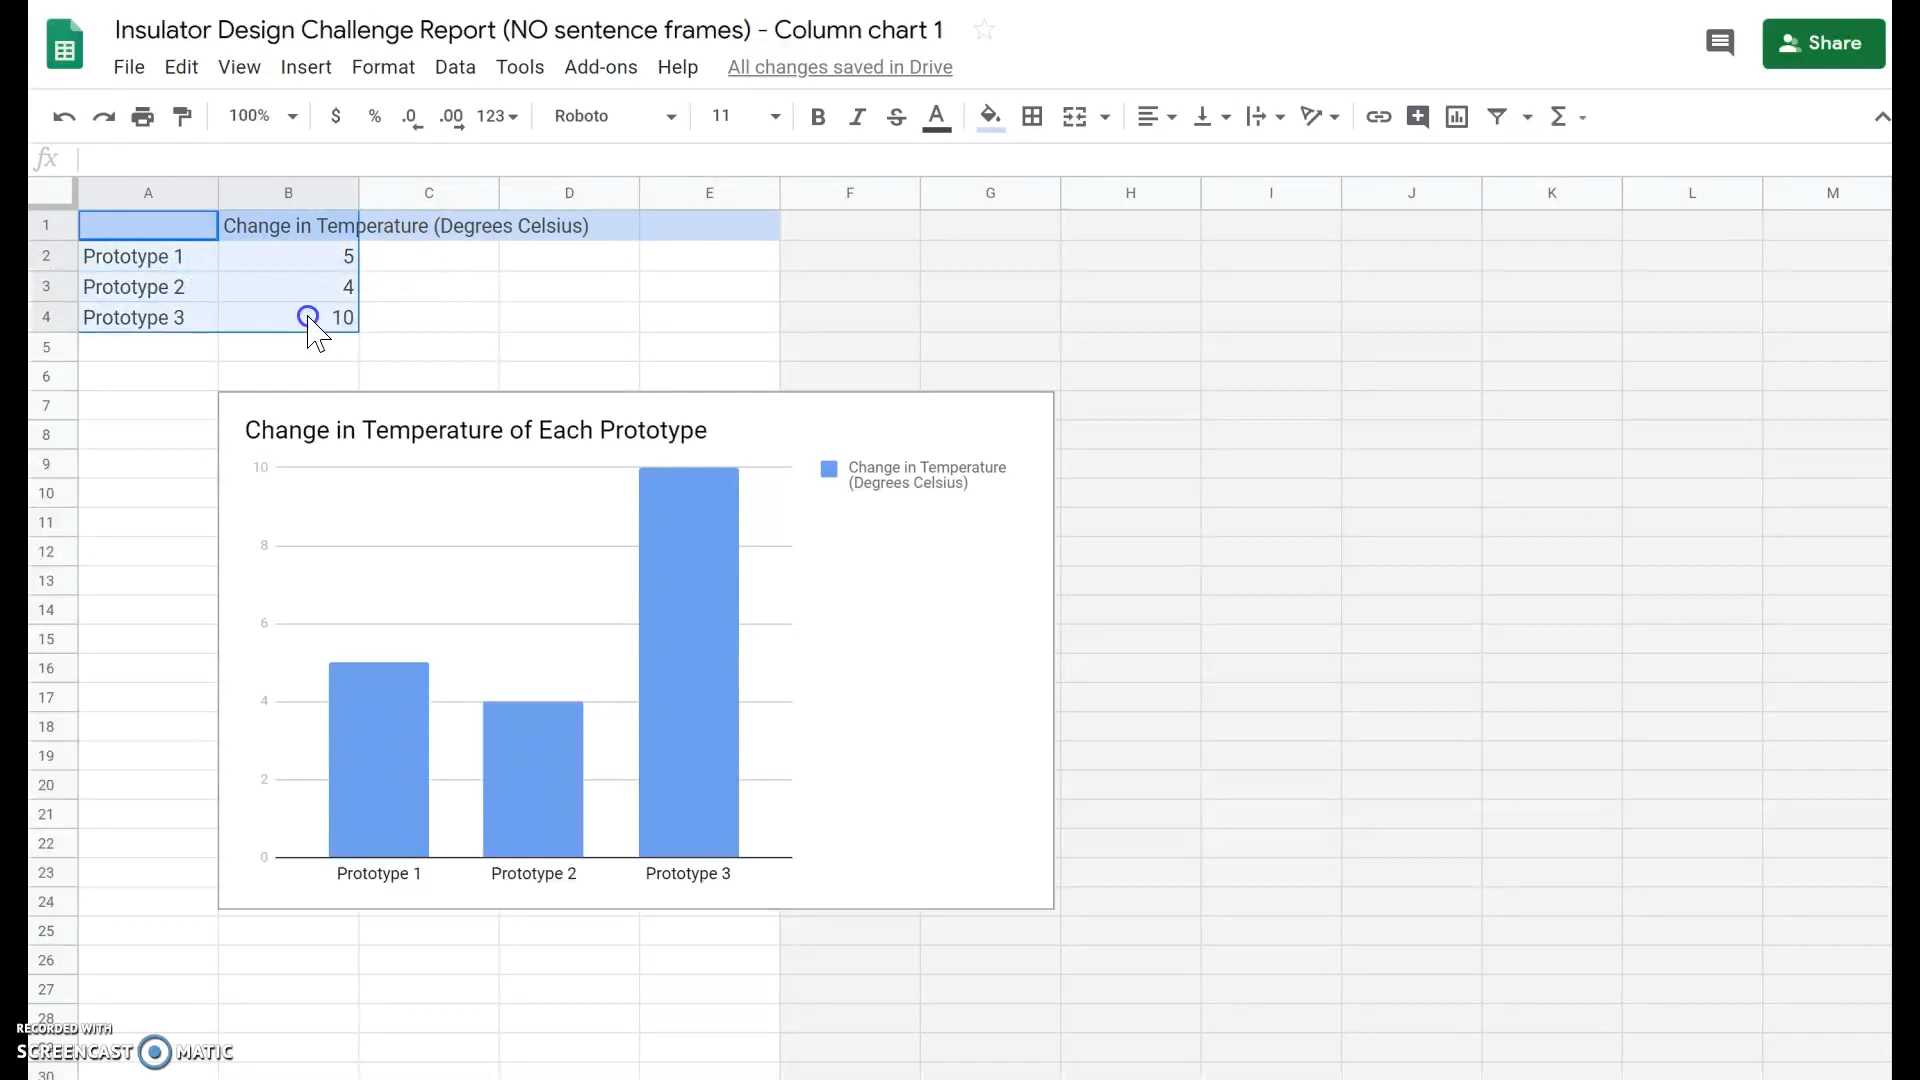 Insulator Design Challenge Report (NO sentence frames) - Column chart 1
Share
File Edit View Insert Format Data Tools Add-ons Help All changes saved in Drive
100% $ % .0 .00 123 Roboto 11 B I S A Σ
fx
A B C D E F G H I J K L M
1 Change in Temperature (Degrees Celsius)
2 Prototype 1 5
3 Prototype 2 4
4 Prototype 3 10
5
6
7
8
9
10
11
12
13
14
15
16
17
18
19
20
21
22
23
24
25
26
27
28
29
30
Change in Temperature of Each Prototype
10
8
6
4
2
0
Change in Temperature
(Degrees Celsius)
Prototype 1 Prototype 2 Prototype 3
RECORDED WITH
SCREENCAST MATIC